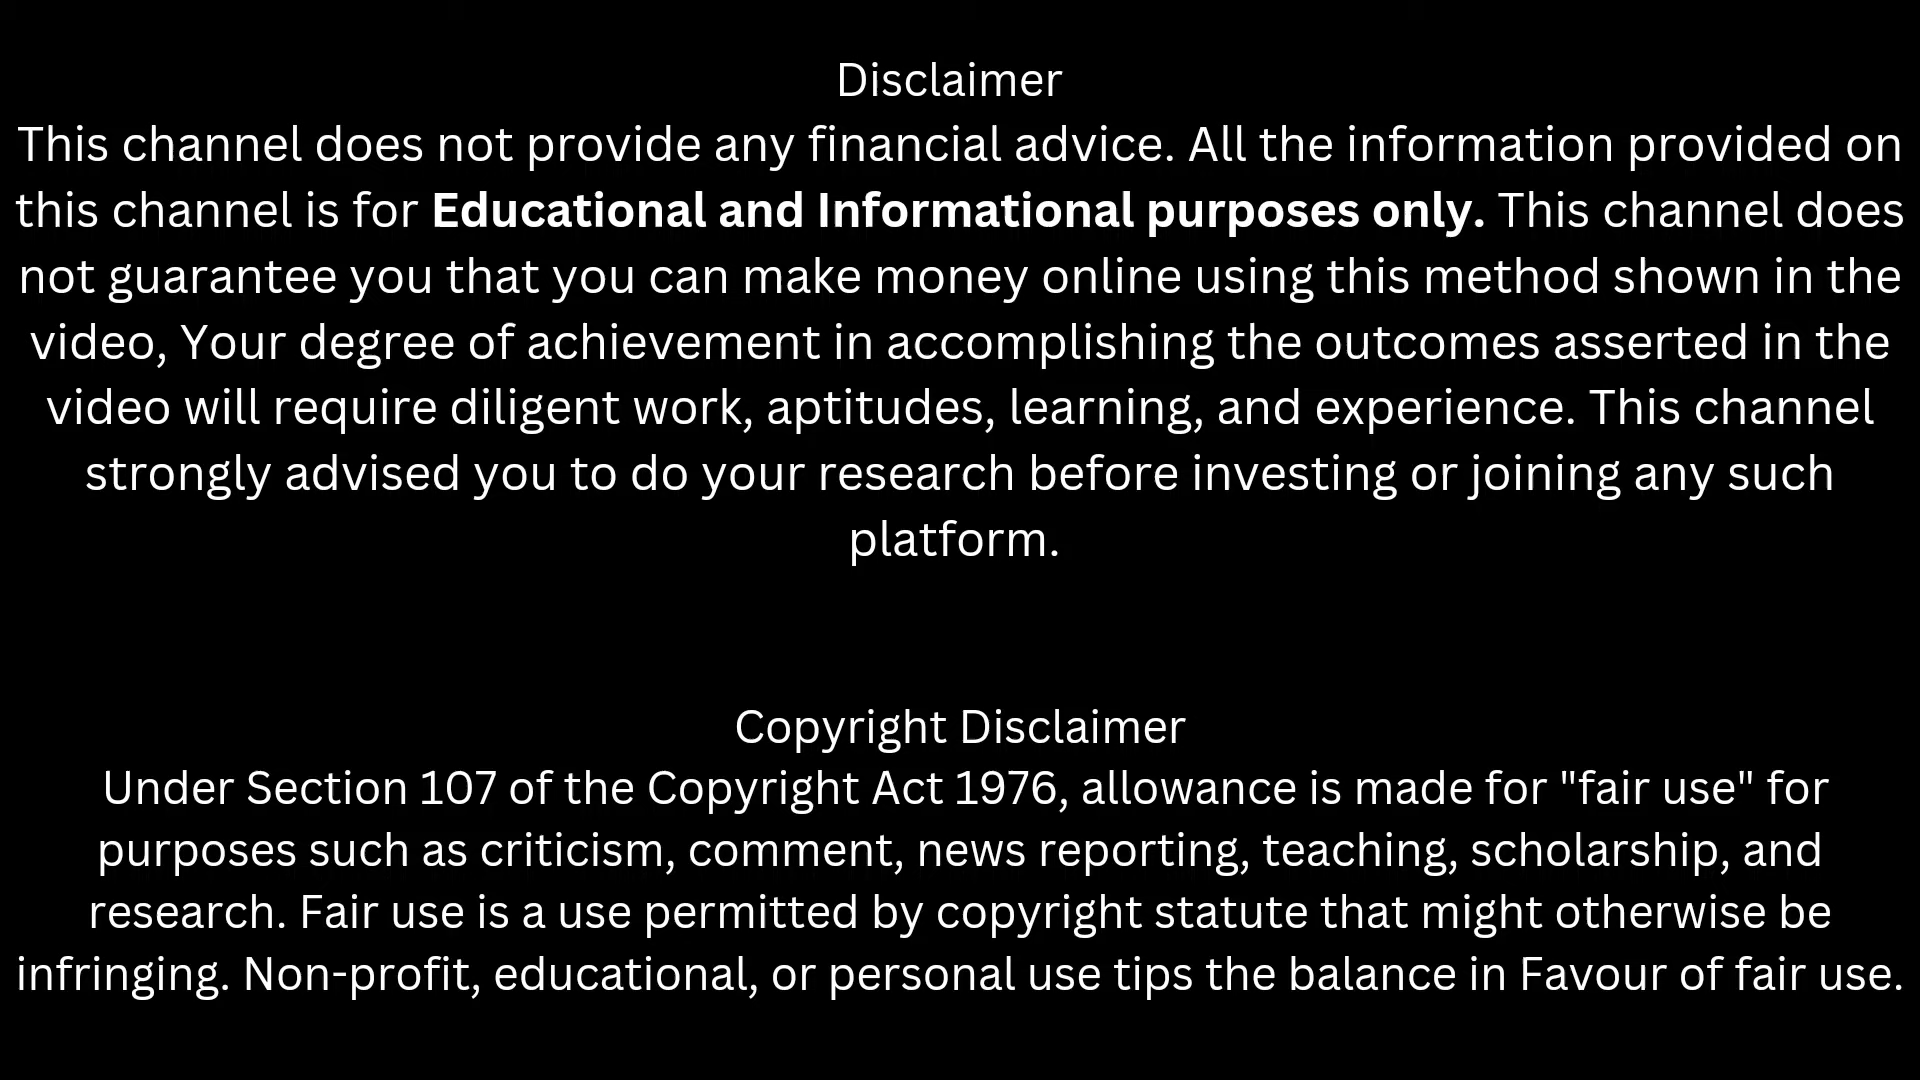 Disclaimer
This channel does not provide any financial advice. All the information provided on
this channel is for Educational and Informational purposes only. This channel does
not guarantee you that you can make money online using this method shown in the
video, Your degree of achievement in accomplishing the outcomes asserted in the
video will require diligent work, aptitudes, learning, and experience. This channel
strongly advised you to do your research before investing or joining any such
platform.
Copyright Disclaimer
Under Section 107 of the Copyright Act 1976, allowance is made for "fair use" for
purposes such as criticism, comment, news reporting, teaching, scholarship, and
research. Fair use is a use permitted by copyright statute that might otherwise be
infringing. Non-profit, educational, or personal use tips the balance in Favour of fair use.